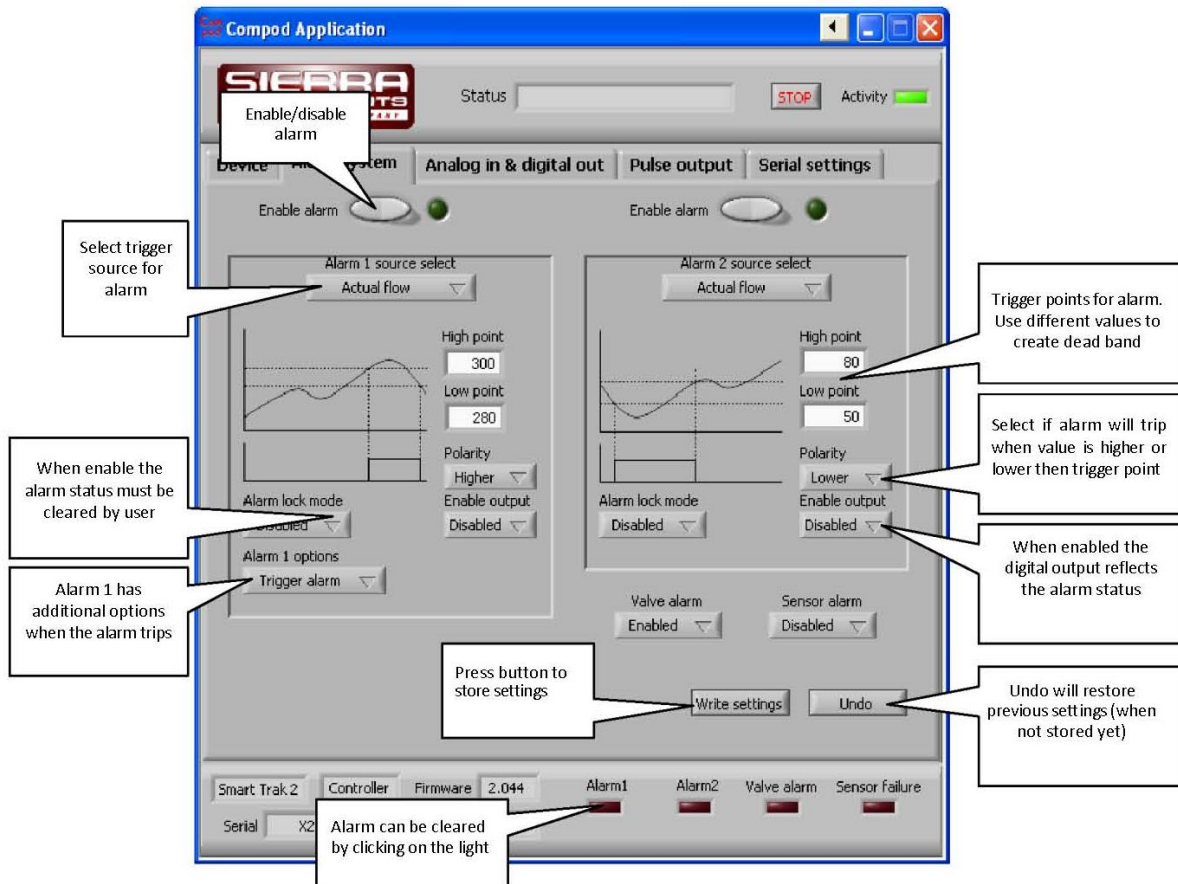 Compod Application
SIERRA
Status
STOP
Activity
Enable/disable
alarm
Device
Analog in & digital out
Pulse output
Serial settings
Enable alarm
Enable alarm
Select trigger
source for
alarm
Alarm 1 source select
Actual flow
Alarm 2 source select
Actual flow
Trigger points for alarm.
Use different values to
create dead band
High point
300
Low point
280
High point
80
Low point
50
Select if alarm will trip
when value is higher or
lower then trigger point
Polarity
Higher
Polarity
Lower
When enable the
alarm status must be
cleared by user
Alarm lock mode
Disabled
Enable output
Disabled
Alarm lock mode
Disabled
Enable output
Disabled
When enabled the
digital output reflects
the alarm status
Alarm 1 options
Trigger alarm
Alarm 1 has
additional options
when the alarm trips
Valve alarm
Enabled
Sensor alarm
Disabled
Press button to
store settings
Write settings
Undo
Undo will restore
previous settings (when
not stored yet)
Smart Trak 2
Controller
Firmware
2.044
Alarm1
Alarm2
Valve alarm
Sensor failure
Serial
X2
Alarm can be cleared
by clicking on the light